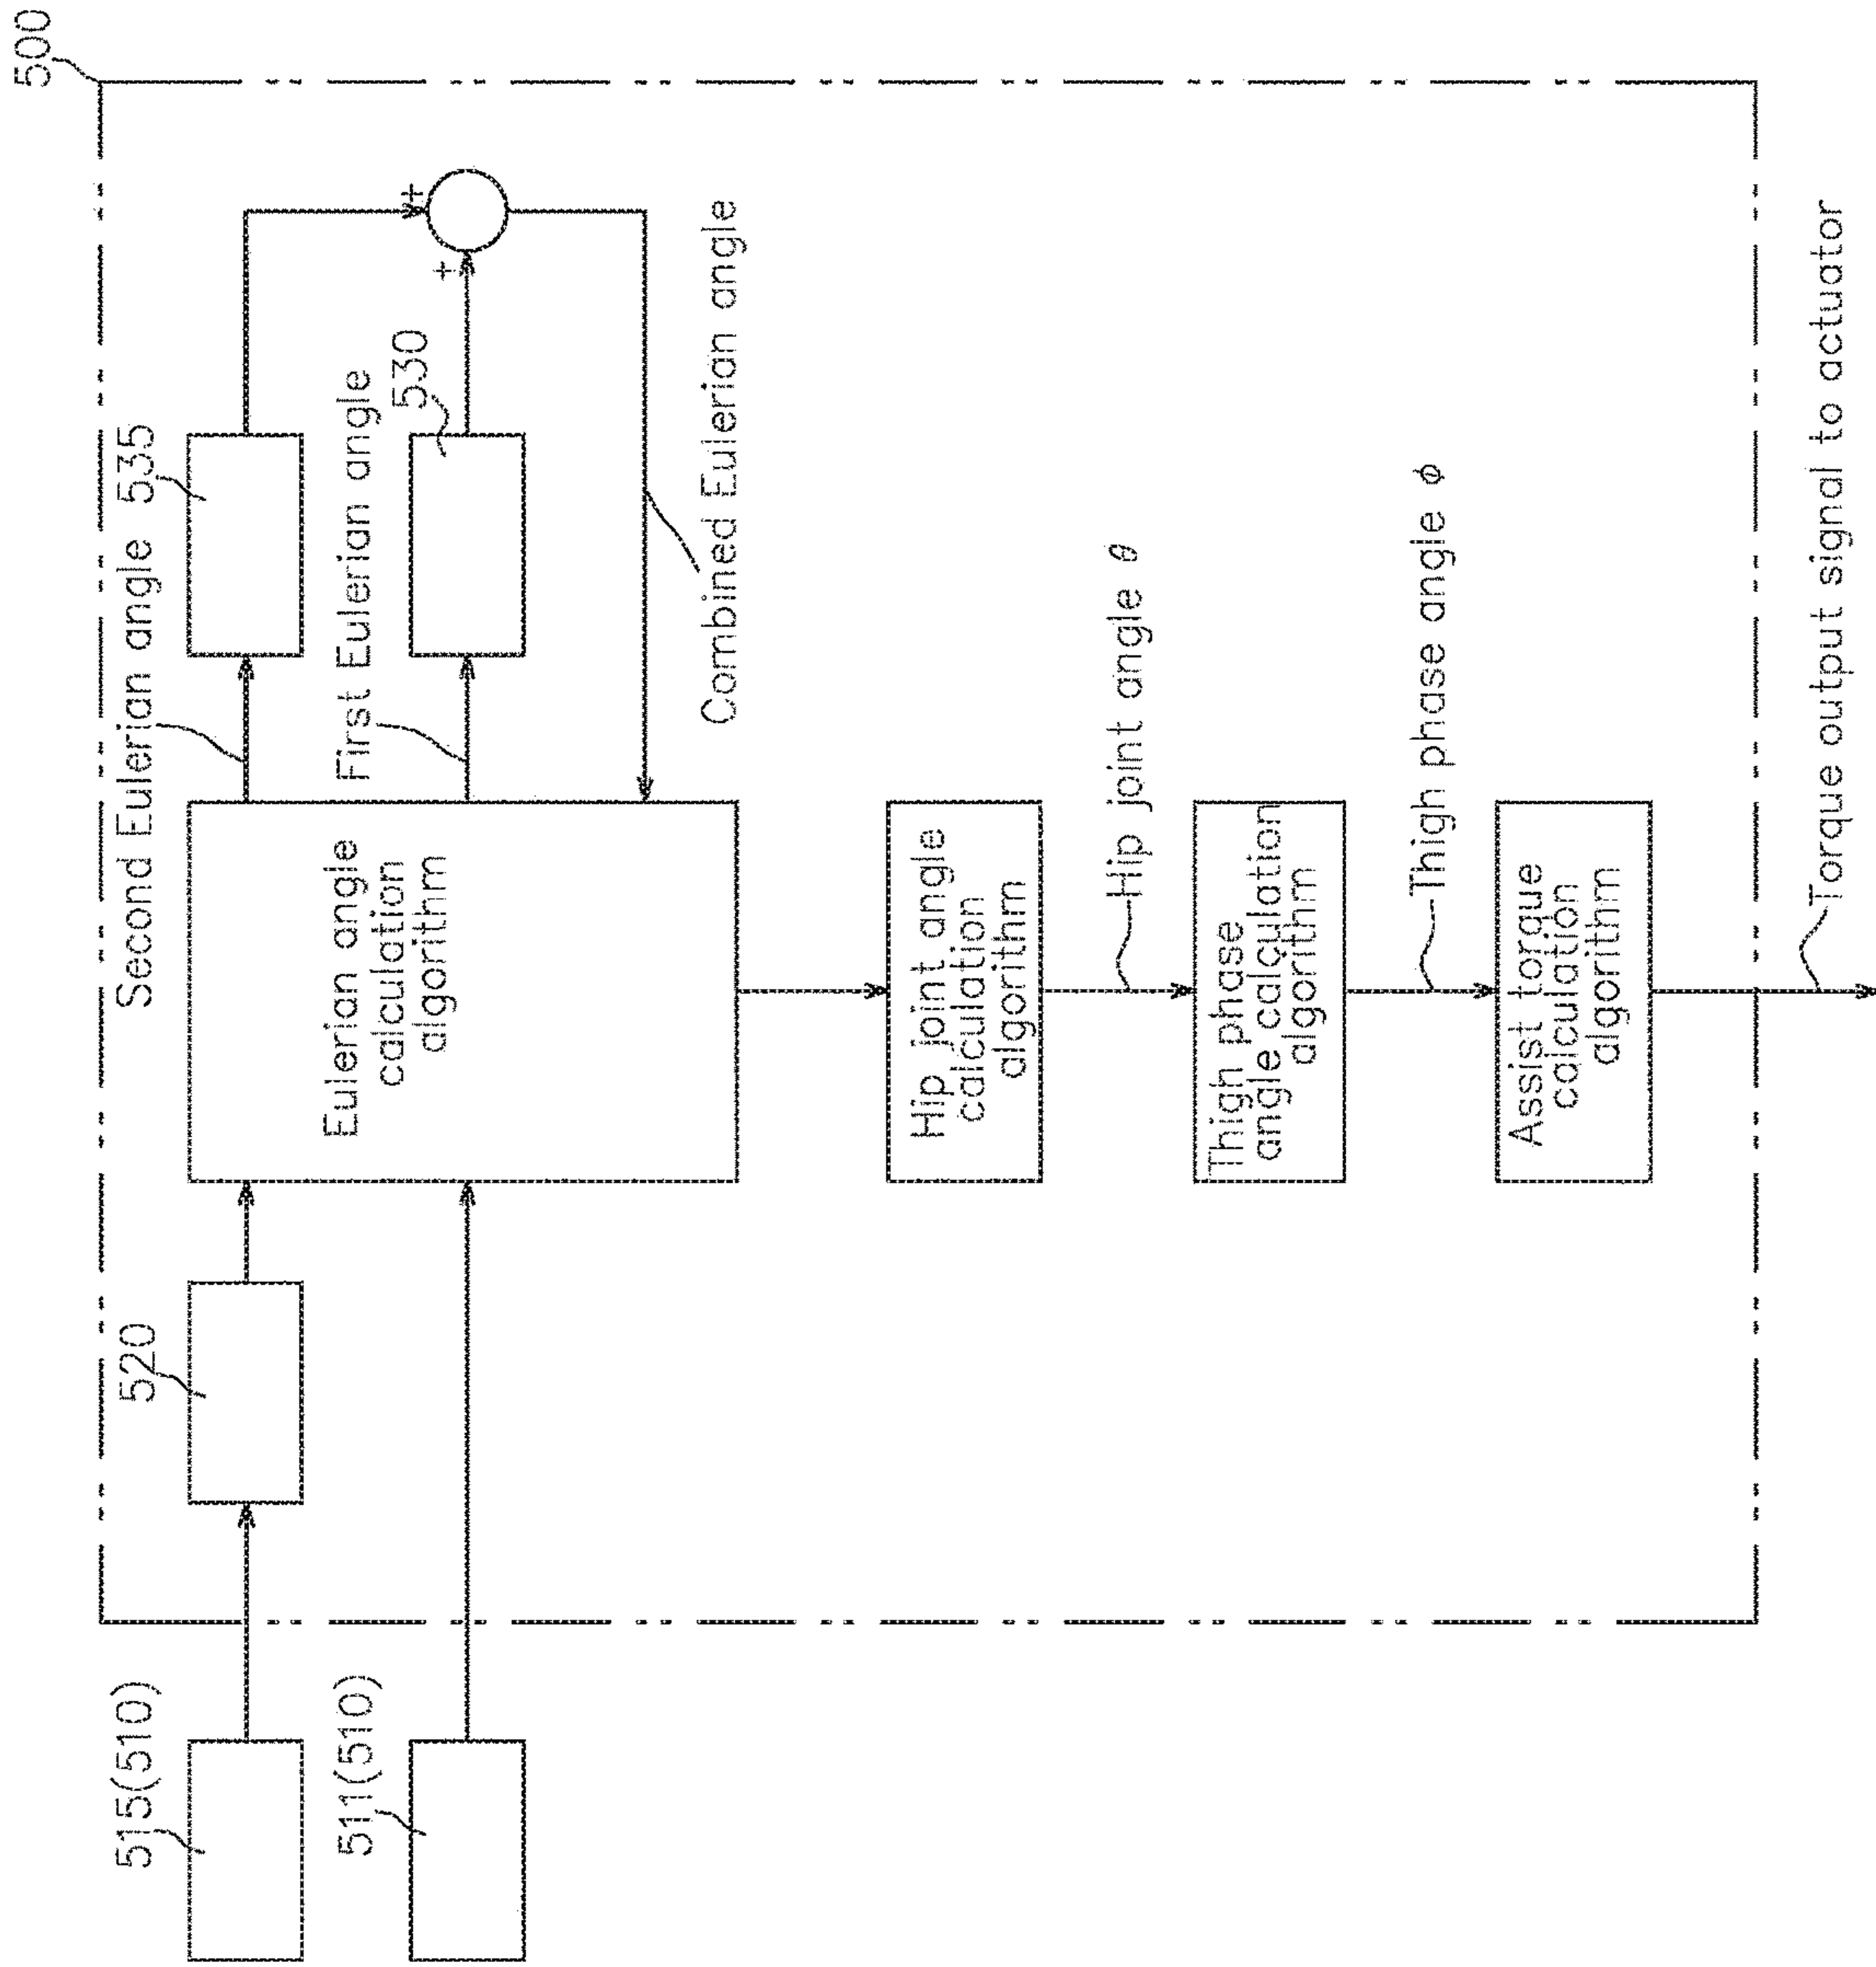 500
515(510)
520
Second Eulerian angle
535
511(510)
First Eulerian angle
530
+
+
Eulerian angle
calculation
algorithm
Combined Eulerian angle
Hip joint angle
calculation
algorithm
Hip joint angle θ
Thigh phase
angle calculation
algorithm
Thigh phase angle ϕ
Assist torque
calculation
algorithm
Torque output signal to actuator